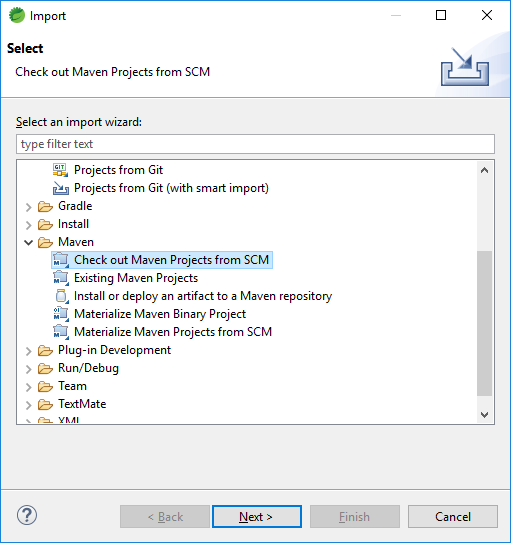 Import
Select
Check out Maven Projects from SCM
Select an import wizard:
type filter text
GIT
Projects from Git
Projects from Git (with smart import)
Gradle
Install
Maven
Check out Maven Projects from SCM
Existing Maven Projects
Install or deploy an artifact to a Maven repository
Materialize Maven Binary Project
Materialize Maven Projects from SCM
Plug-in Development
Run/Debug
Team
TextMate
XML
?
< Back
Next >
Finish
Cancel